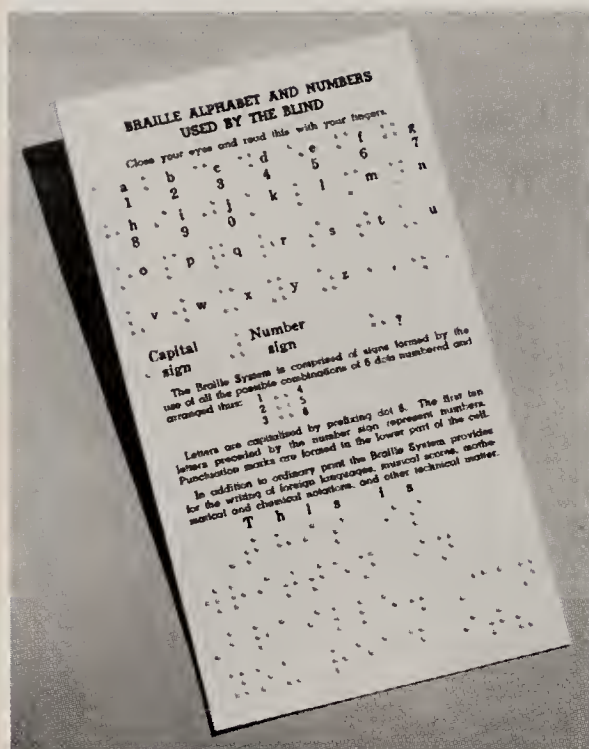 BRAILLE ALPHABET AND NUMBERS
USED BY THE BLIND
Close your eyes and read this with your fingers.
a b c d e f g
1 2 3 4 5 6 7
h i j k l m n
8 9 0
o p q r s t u
v w x y z , .
Capital Number ?
sign sign
The Braille System is comprised of signs formed by the
use of all the possible combinations of 6 dots numbered and
arranged thus: 1 4
2 5
3 6
Letters are capitalized by prefixing dot 6. The first ten
letters preceded by the number sign represent numbers.
Punctuation marks are formed in the lower part of the cell.
In addition to ordinary print the Braille System provides
for the writing of foreign languages, musical scores, mathe-
matical and chemical notations, and other technical matter.
T h i s i s